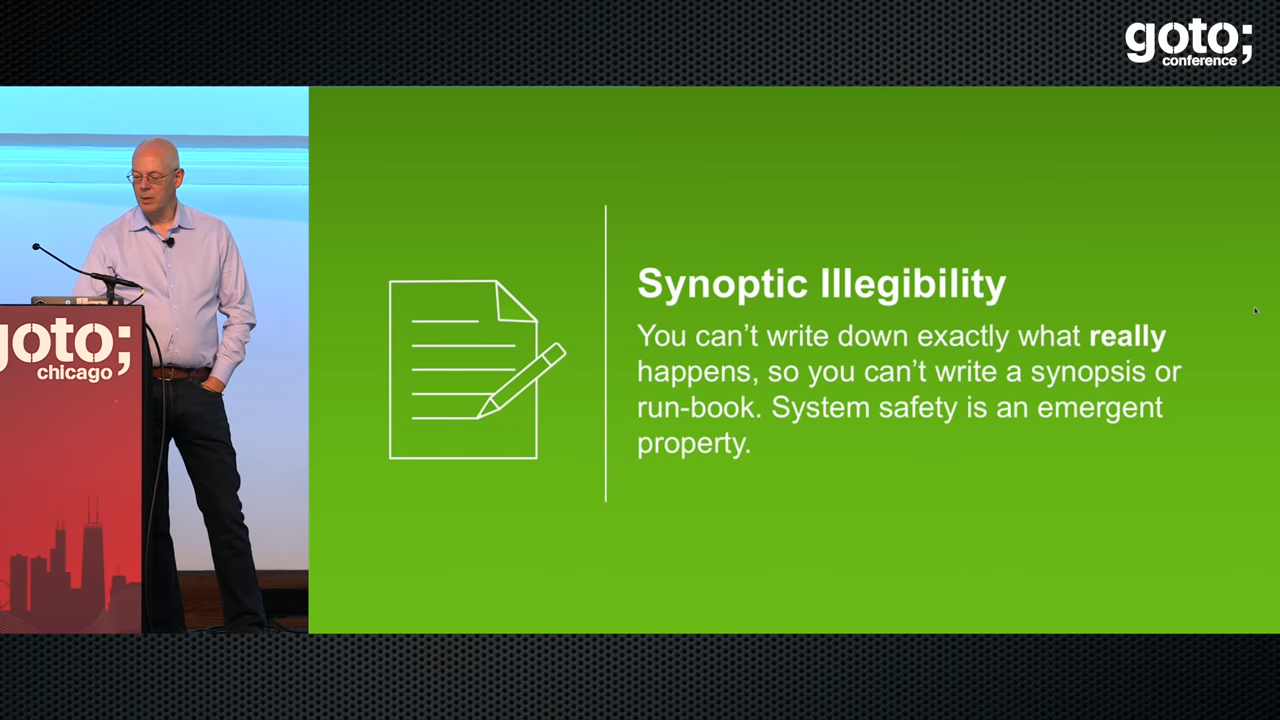 goto;
conference
goto;
chicago
Synoptic Illegibility
You can’t write down exactly what really
happens, so you can’t write a synopsis or
run-book. System safety is an emergent
property.